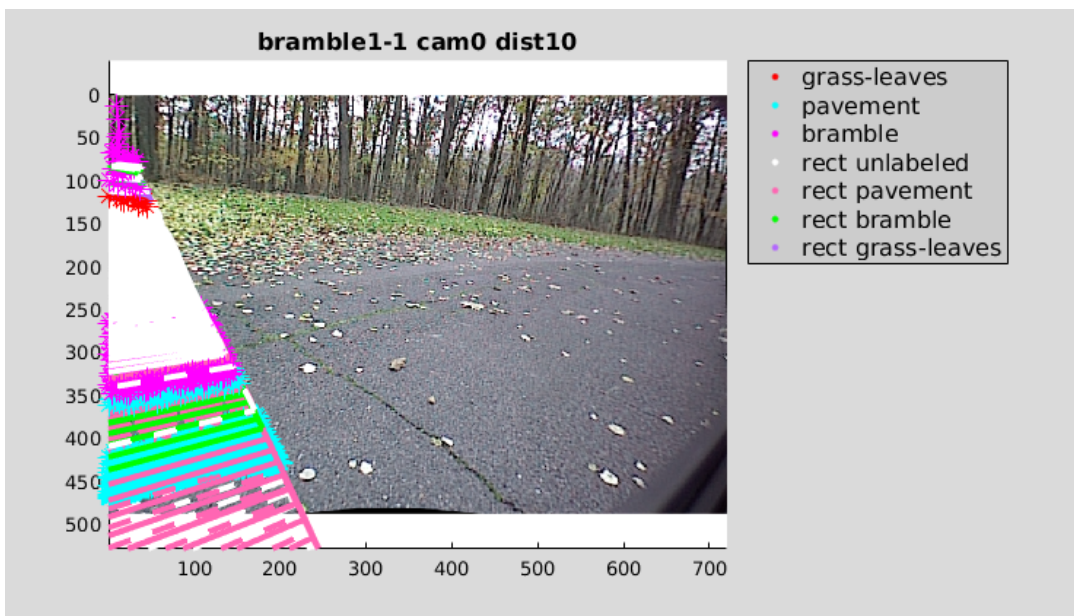 bramble1-1 cam0 dist10
0
50
100
150
200
250
300
350
400
450
500
100 200 300 400 500 600 700
grass-leaves
pavement
bramble
rect unlabeled
rect pavement
rect bramble
rect grass-leaves